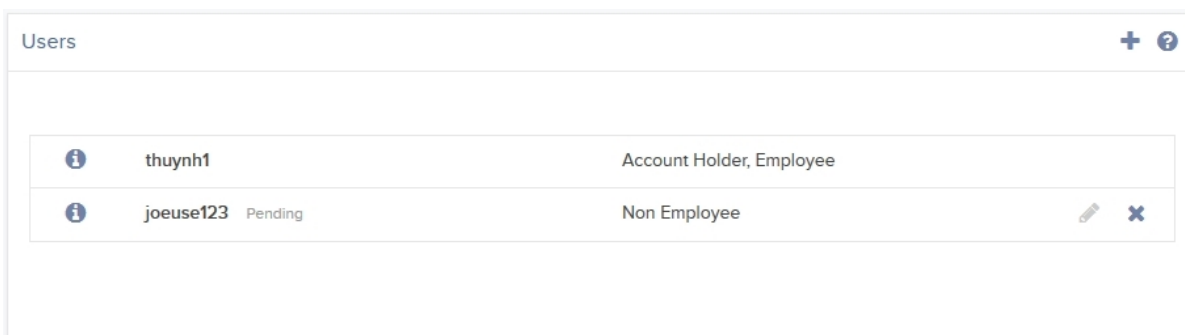 Users
thuynh1 Account Holder, Employee
joeuse123 Pending Non Employee